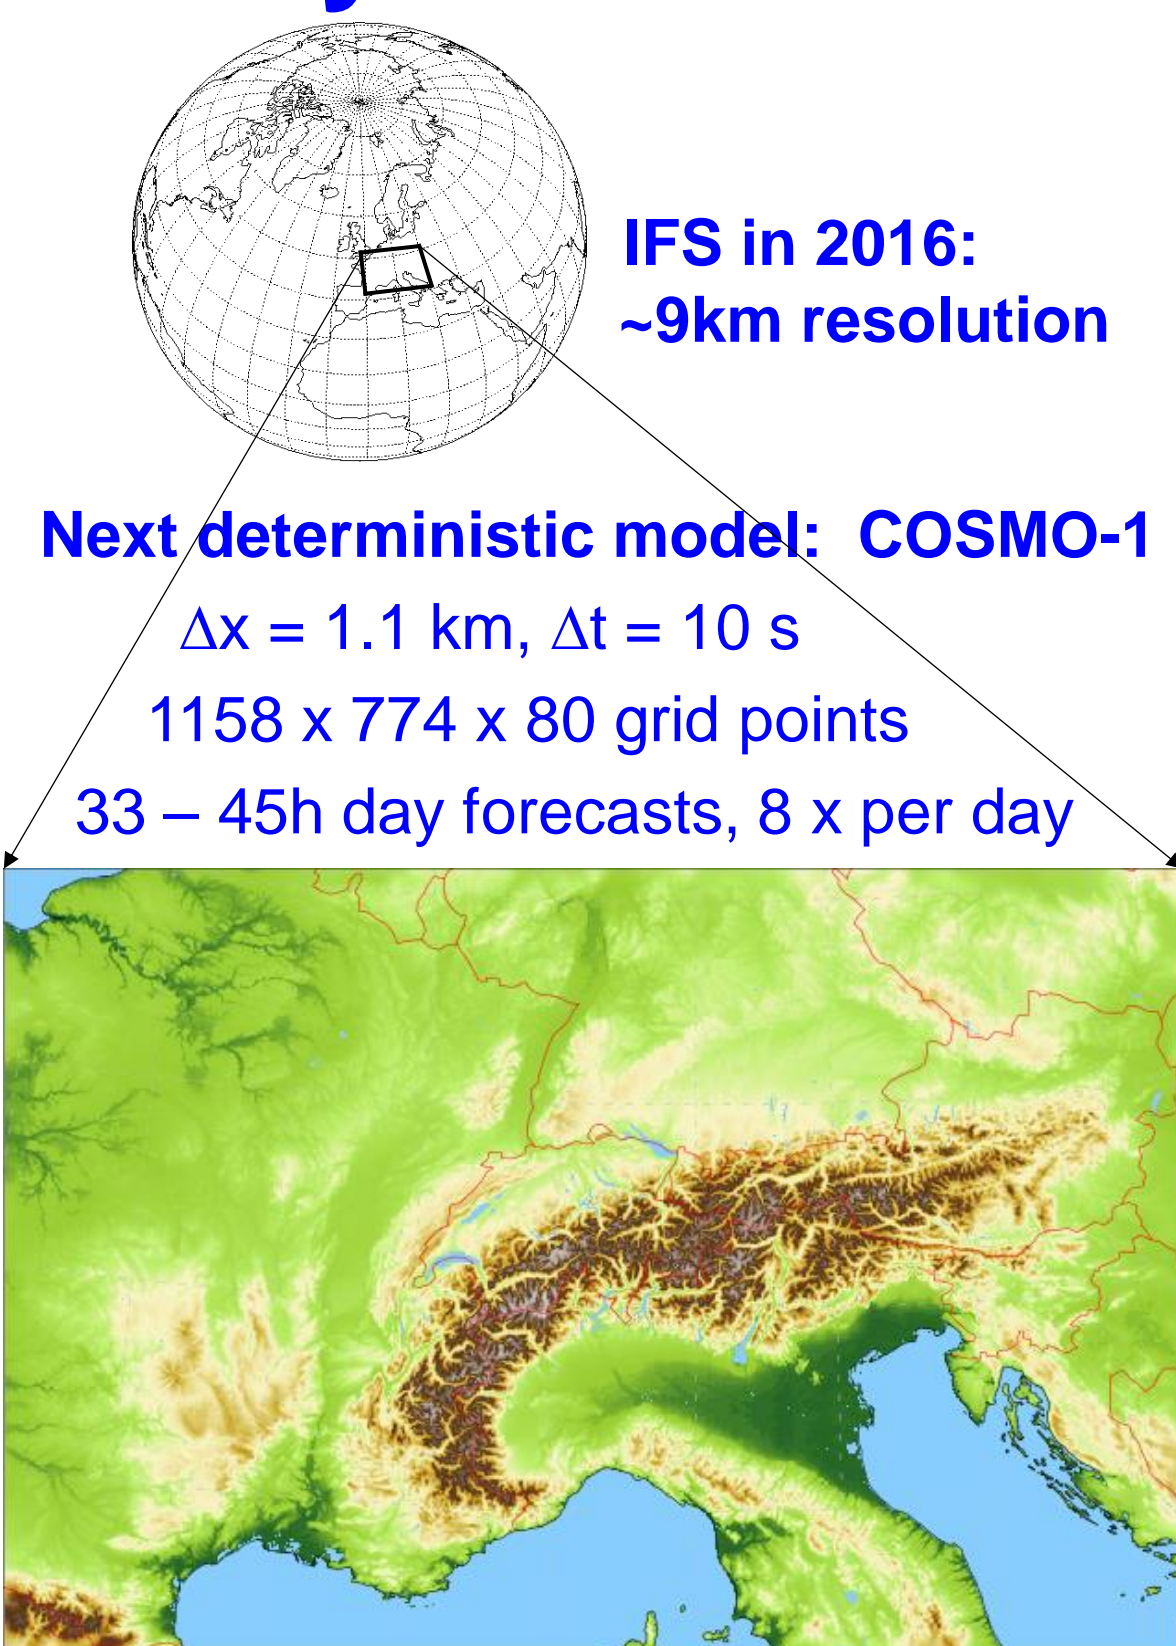 IFS in 2016:
~9km resolution
Next deterministic model: COSMO-1
Δx = 1.1 km, Δt = 10 s
1158 x 774 x 80 grid points
33 – 45h day forecasts, 8 x per day